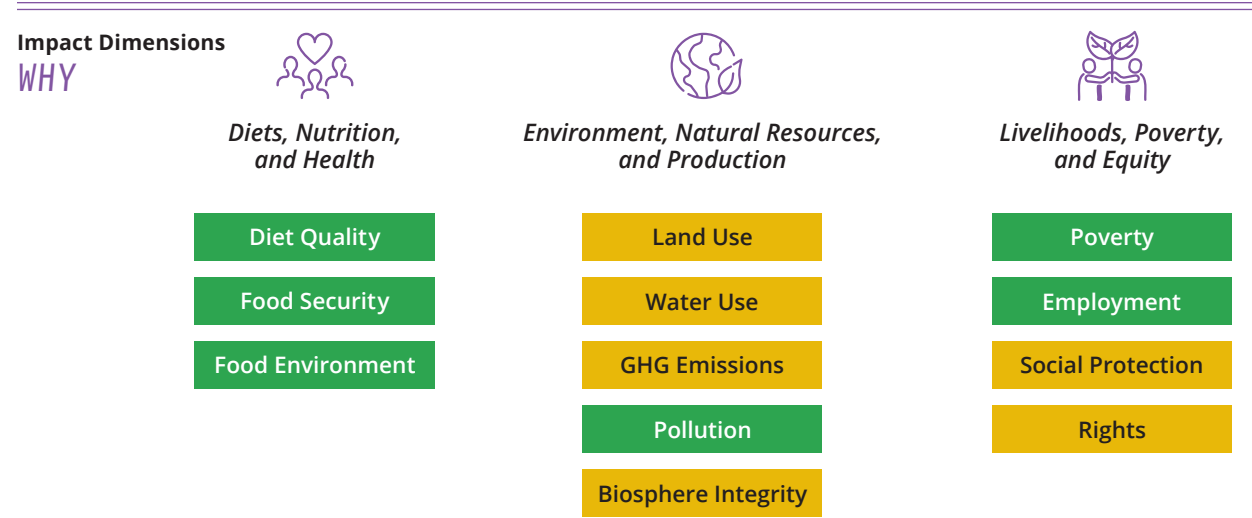 Impact Dimensions
WHY
Diets, Nutrition,
and Health
Diet Quality
Food Security
Food Environment
Environment, Natural Resources,
and Production
Land Use
Water Use
GHG Emissions
Pollution
Biosphere Integrity
Livelihoods, Poverty,
and Equity
Poverty
Employment
Social Protection
Rights